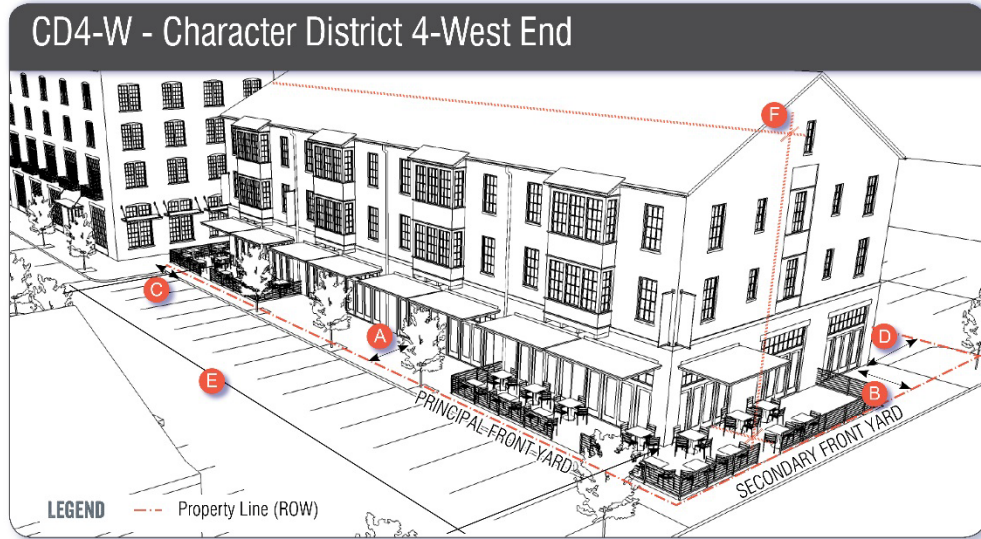 CD4-W - Character District 4-West End
F
C
A
D
E
B
PRINCIPAL FRONT YARD
SECONDARY FRONT YARD
LEGEND Property Line (ROW)